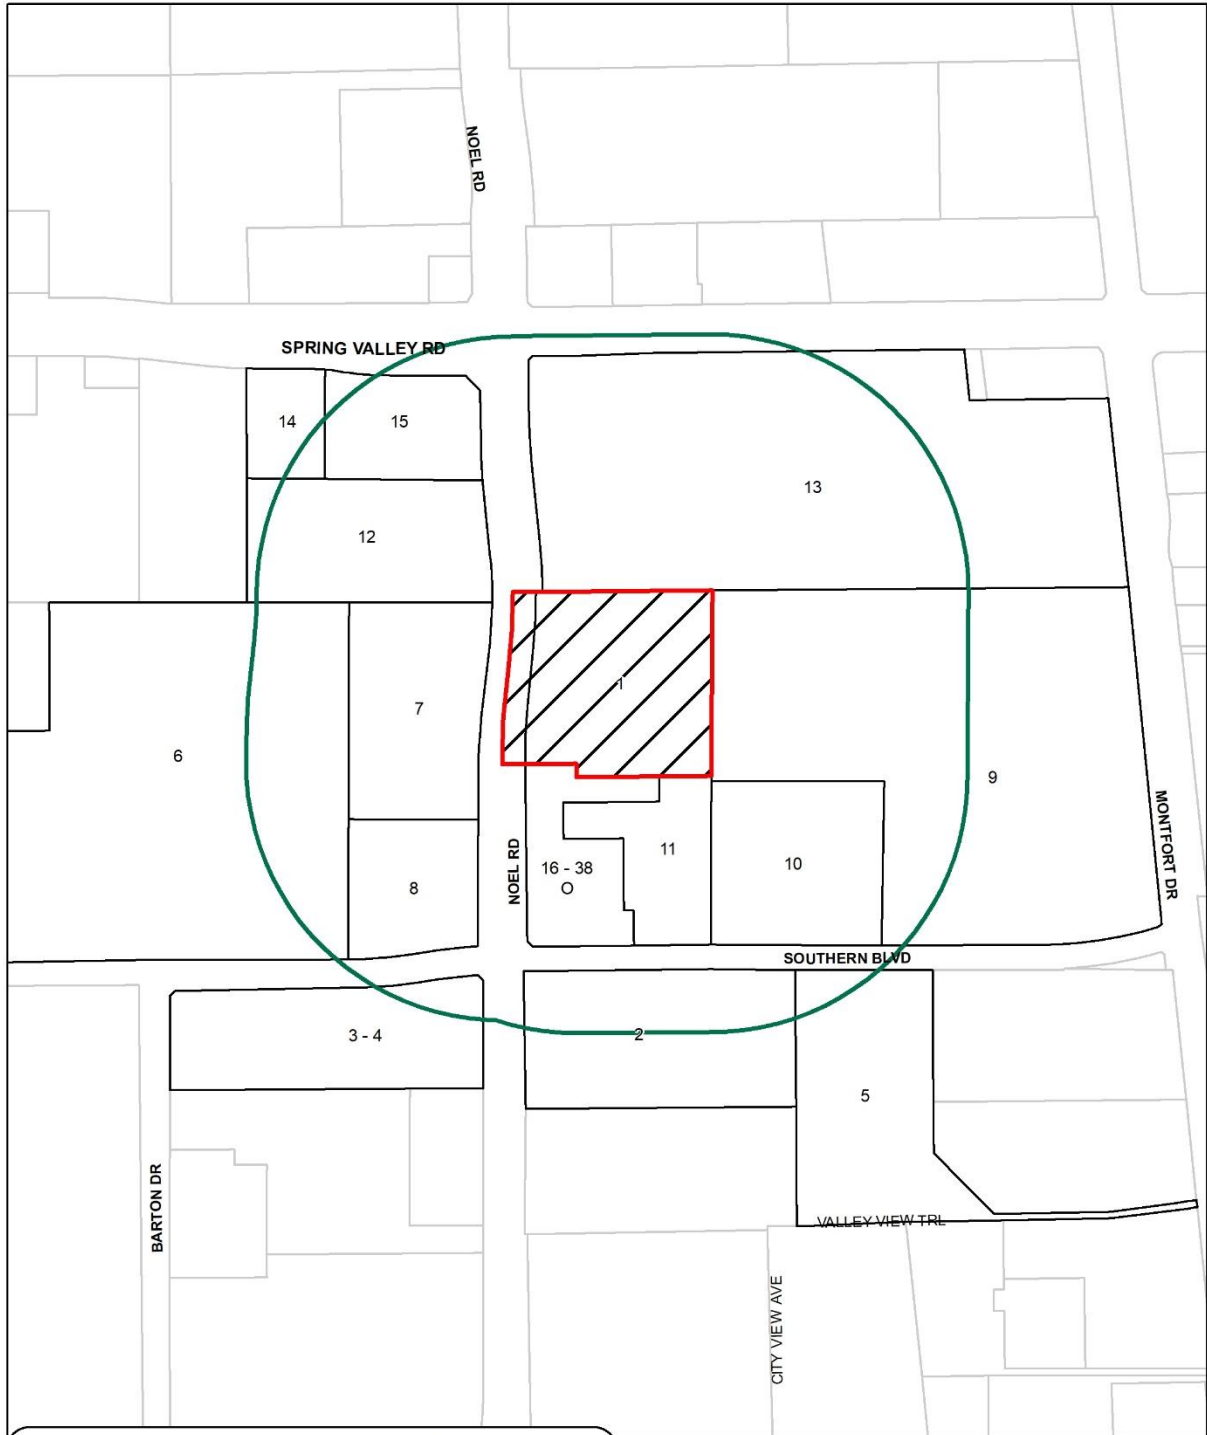 NOEL RD
SPRING VALLEY RD
14
15
13
12
1
7
6
9
MONTFORT DR
NOEL RD
16 - 38
O
11
10
8
SOUTHERN BLVD
3 - 4
2
5
BARTON DR
VALLEY VIEW TRL
CITY VIEW AVE